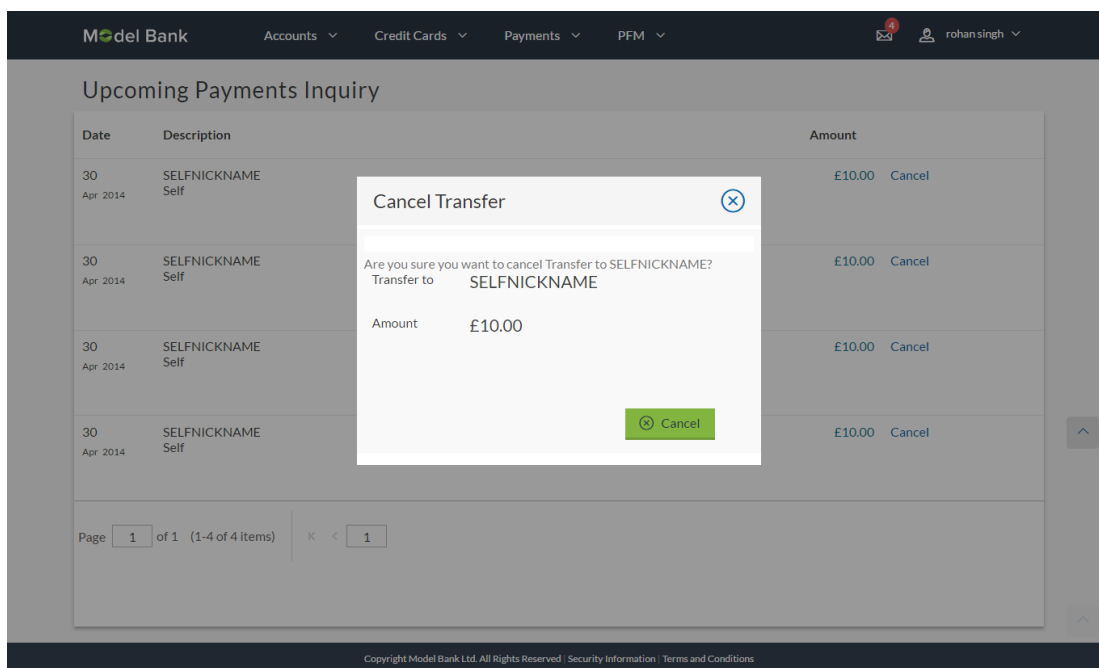 Model Bank Accounts Credit Cards Payments PFM 4 rohan singh
Upcoming Payments Inquiry
Date Description Amount
30 SELFNICKNAME £10.00 Cancel
Apr 2014 Self
30 SELFNICKNAME £10.00 Cancel
Apr 2014 Self
30 SELFNICKNAME £10.00 Cancel
Apr 2014 Self
30 SELFNICKNAME £10.00 Cancel
Apr 2014 Self
Cancel Transfer
Are you sure you want to cancel Transfer to SELFNICKNAME?
Transfer to SELFNICKNAME
Amount £10.00
Cancel
Page 1 of 1 (1-4 of 4 items) K < 1
Copyright Model Bank Ltd. All Rights Reserved | Security Information | Terms and Conditions